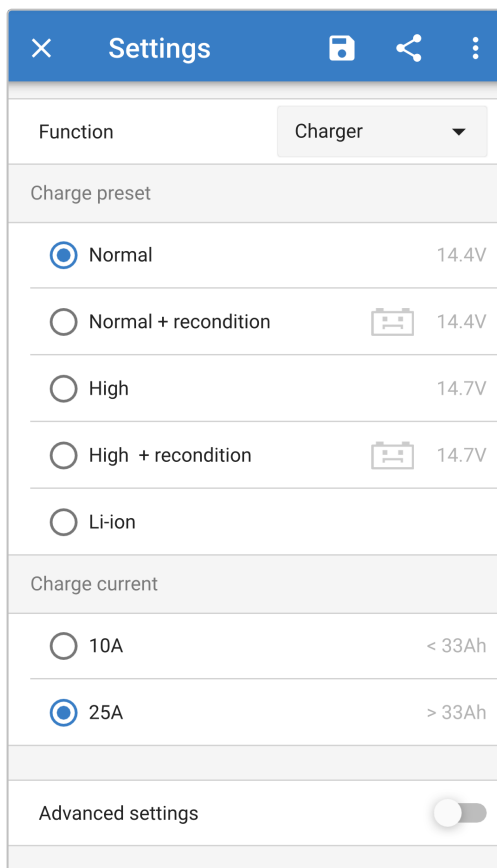 Settings
Function Charger
Charge preset
Normal 14.4V
Normal + recondition 14.4V
High 14.7V
High + recondition 14.7V
Li-ion
Charge current
10A < 33Ah
25A > 33Ah
Advanced settings